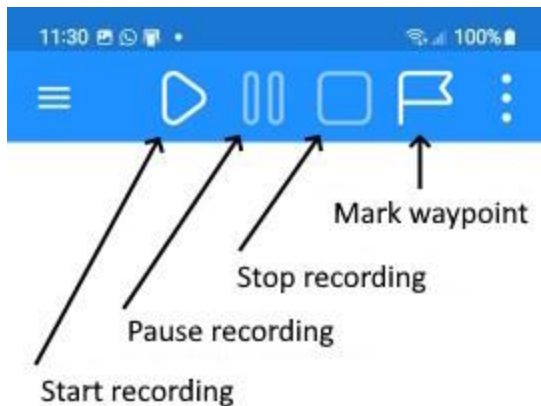 11:30
100%
Mark waypoint
Stop recording
Pause recording
Start recording